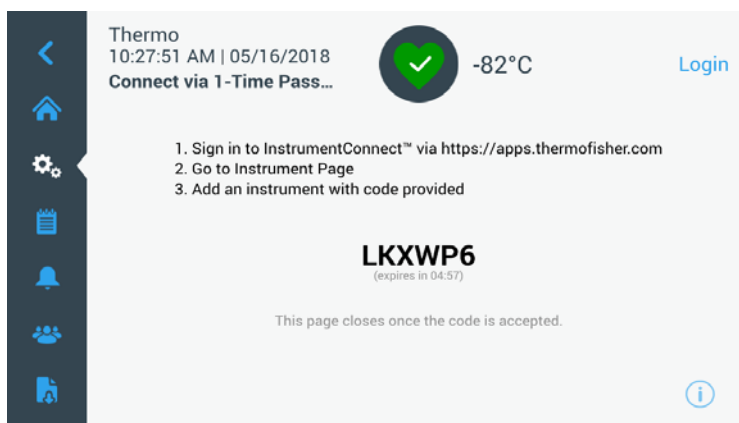 Thermo
10:27:51 AM | 05/16/2018
Connect via 1-Time Pass...
-82°C
Login
1. Sign in to InstrumentConnect™ via https://apps.thermofisher.com
2. Go to Instrument Page
3. Add an instrument with code provided
LKXWP6
(expires in 04:57)
This page closes once the code is accepted.